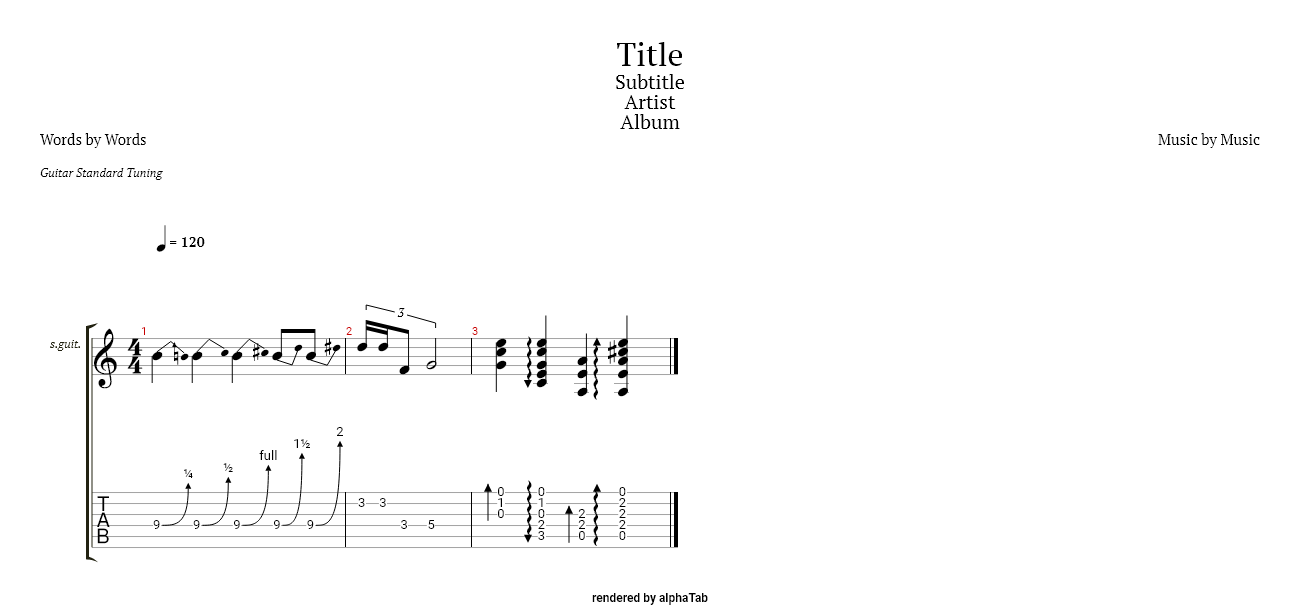 Title
Subtitle
Artist
Album
Words by Words Music by Music
Guitar Standard Tuning
= 120
3
1 2 3
s.guit. 4
4
2
1½
full
½
¼
T
A
B
9 9 9 9 9 3 3 3 5
0 0 0
1 1 2
0 0 2 2
2 2 2
3 0 0
rendered by alphaTab